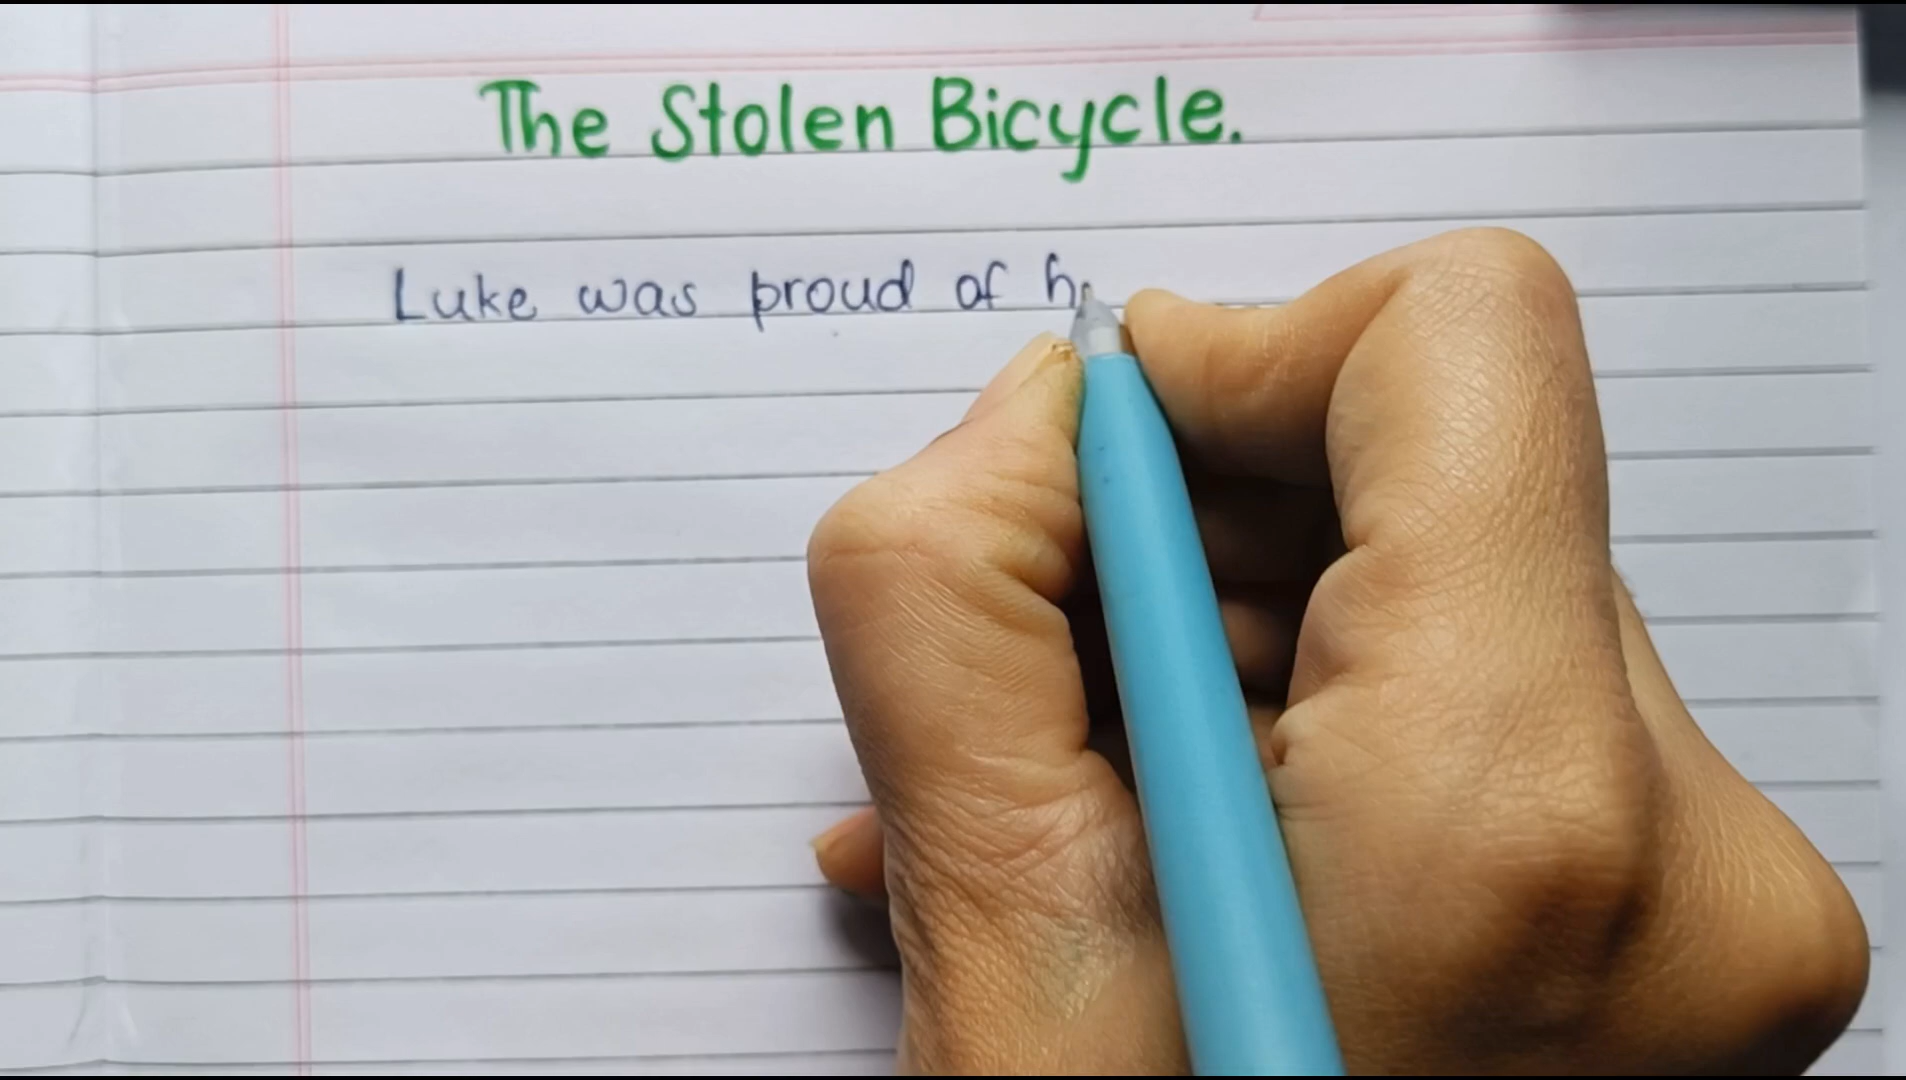 The Stolen Bicycle.
Luke was proud of